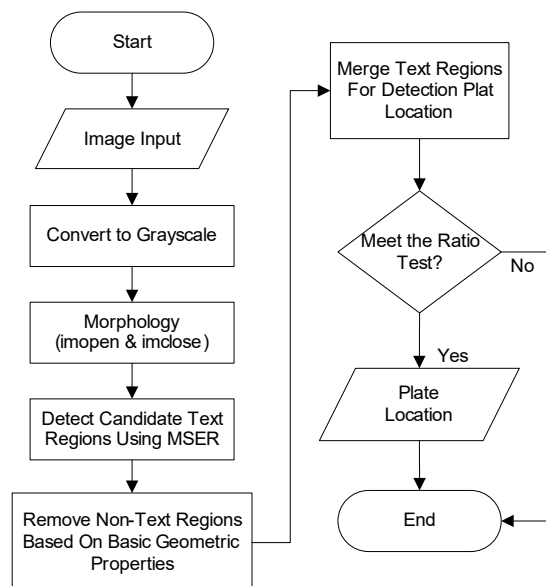 Start
Image Input
Convert to Grayscale
Morphology
(imopen & imclose)
Detect Candidate Text
Regions Using MSER
Remove Non-Text Regions
Based On Basic Geometric
Properties
Merge Text Regions
For Detection Plat
Location
Meet the Ratio
Test?
No
Yes
Plate
Location
End